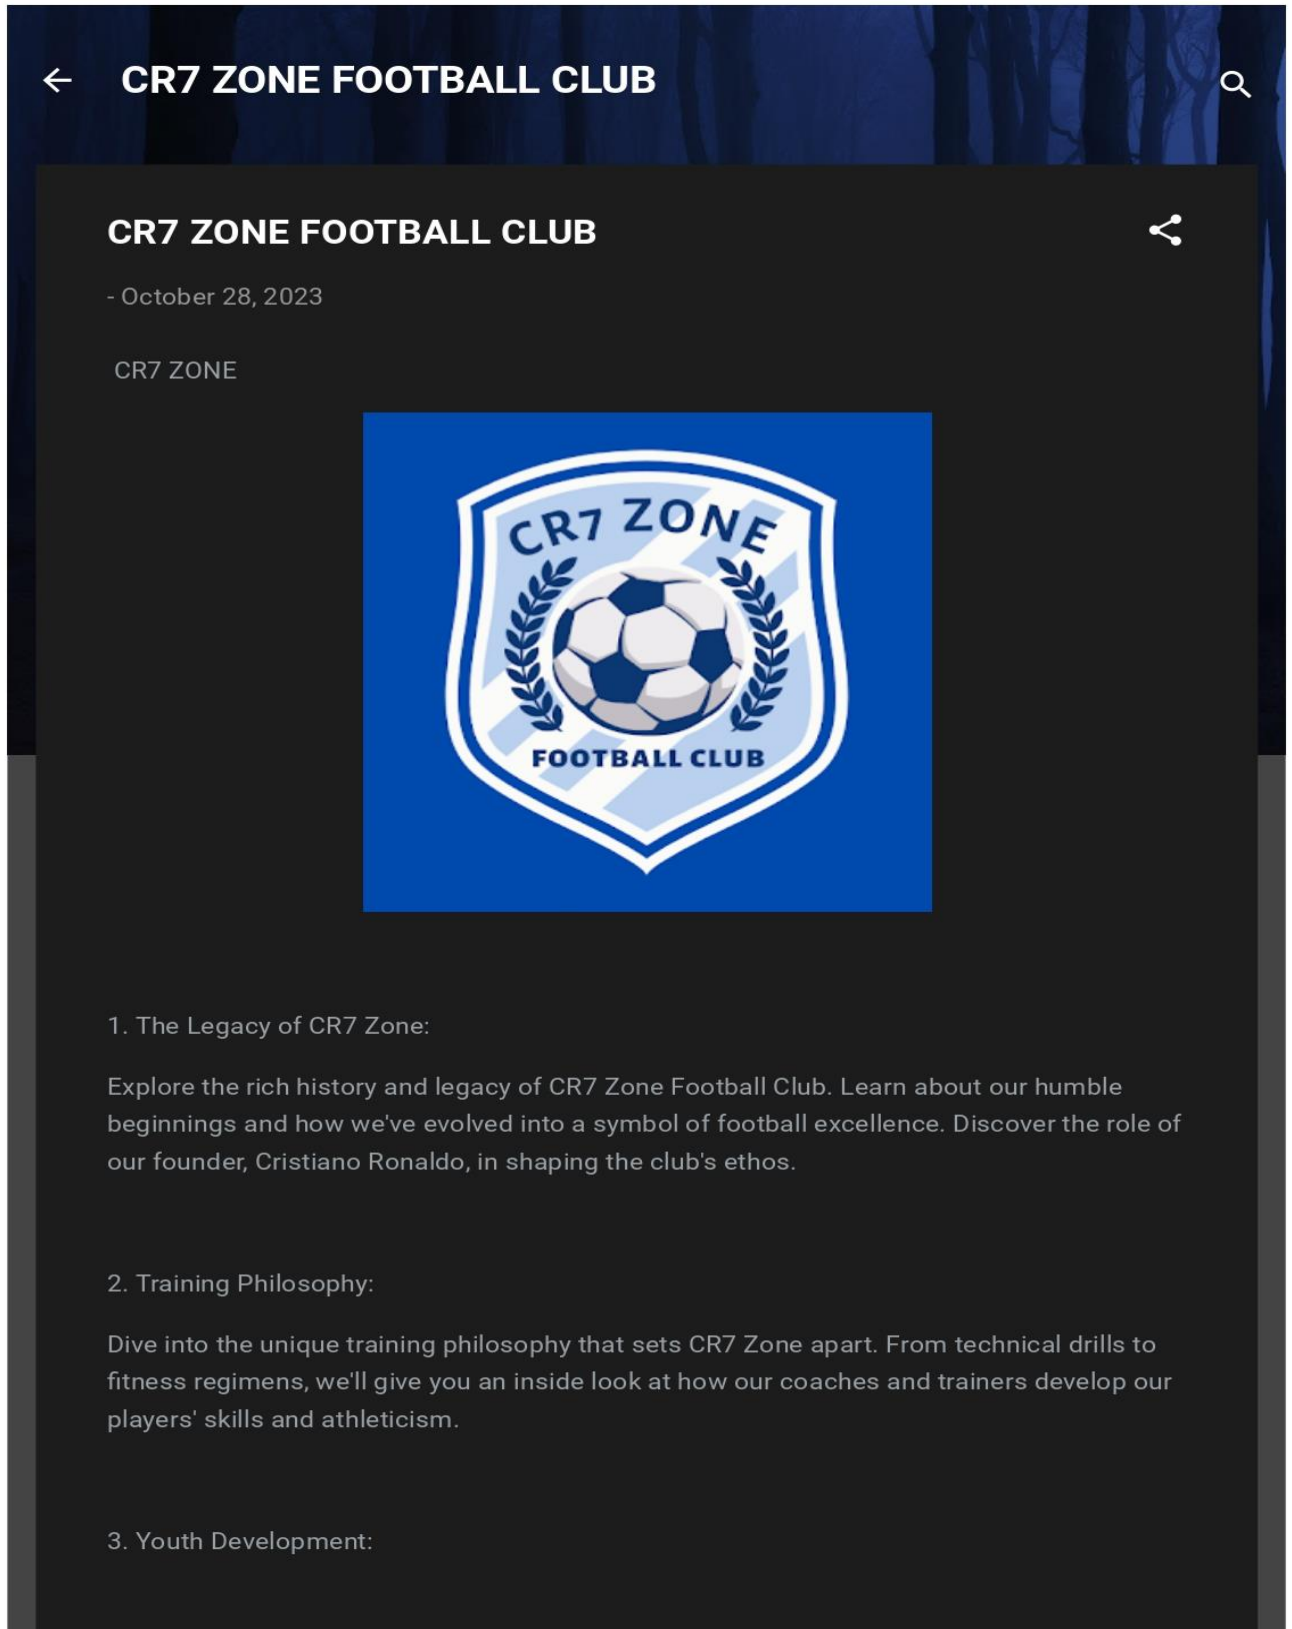 CR7 ZONE FOOTBALL CLUB
CR7 ZONE FOOTBALL CLUB
- October 28, 2023
CR7 ZONE
CR7 ZONE
FOOTBALL CLUB
1. The Legacy of CR7 Zone:
Explore the rich history and legacy of CR7 Zone Football Club. Learn about our humble
beginnings and how we've evolved into a symbol of football excellence. Discover the role of
our founder, Cristiano Ronaldo, in shaping the club's ethos.
2. Training Philosophy:
Dive into the unique training philosophy that sets CR7 Zone apart. From technical drills to
fitness regimens, we'll give you an inside look at how our coaches and trainers develop our
players' skills and athleticism.
3. Youth Development: